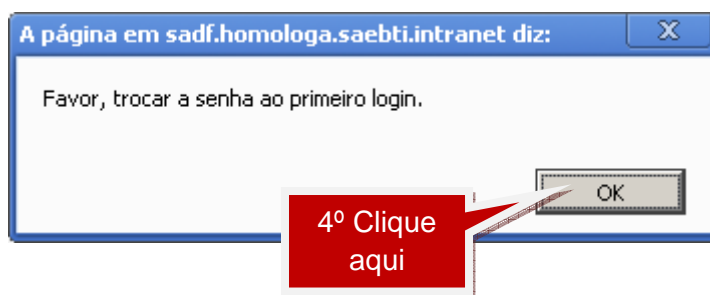 A página em sadf.homologa.saebti.intranet diz:
X
Favor, trocar a senha ao primeiro login.
OK
4º Clique
aqui